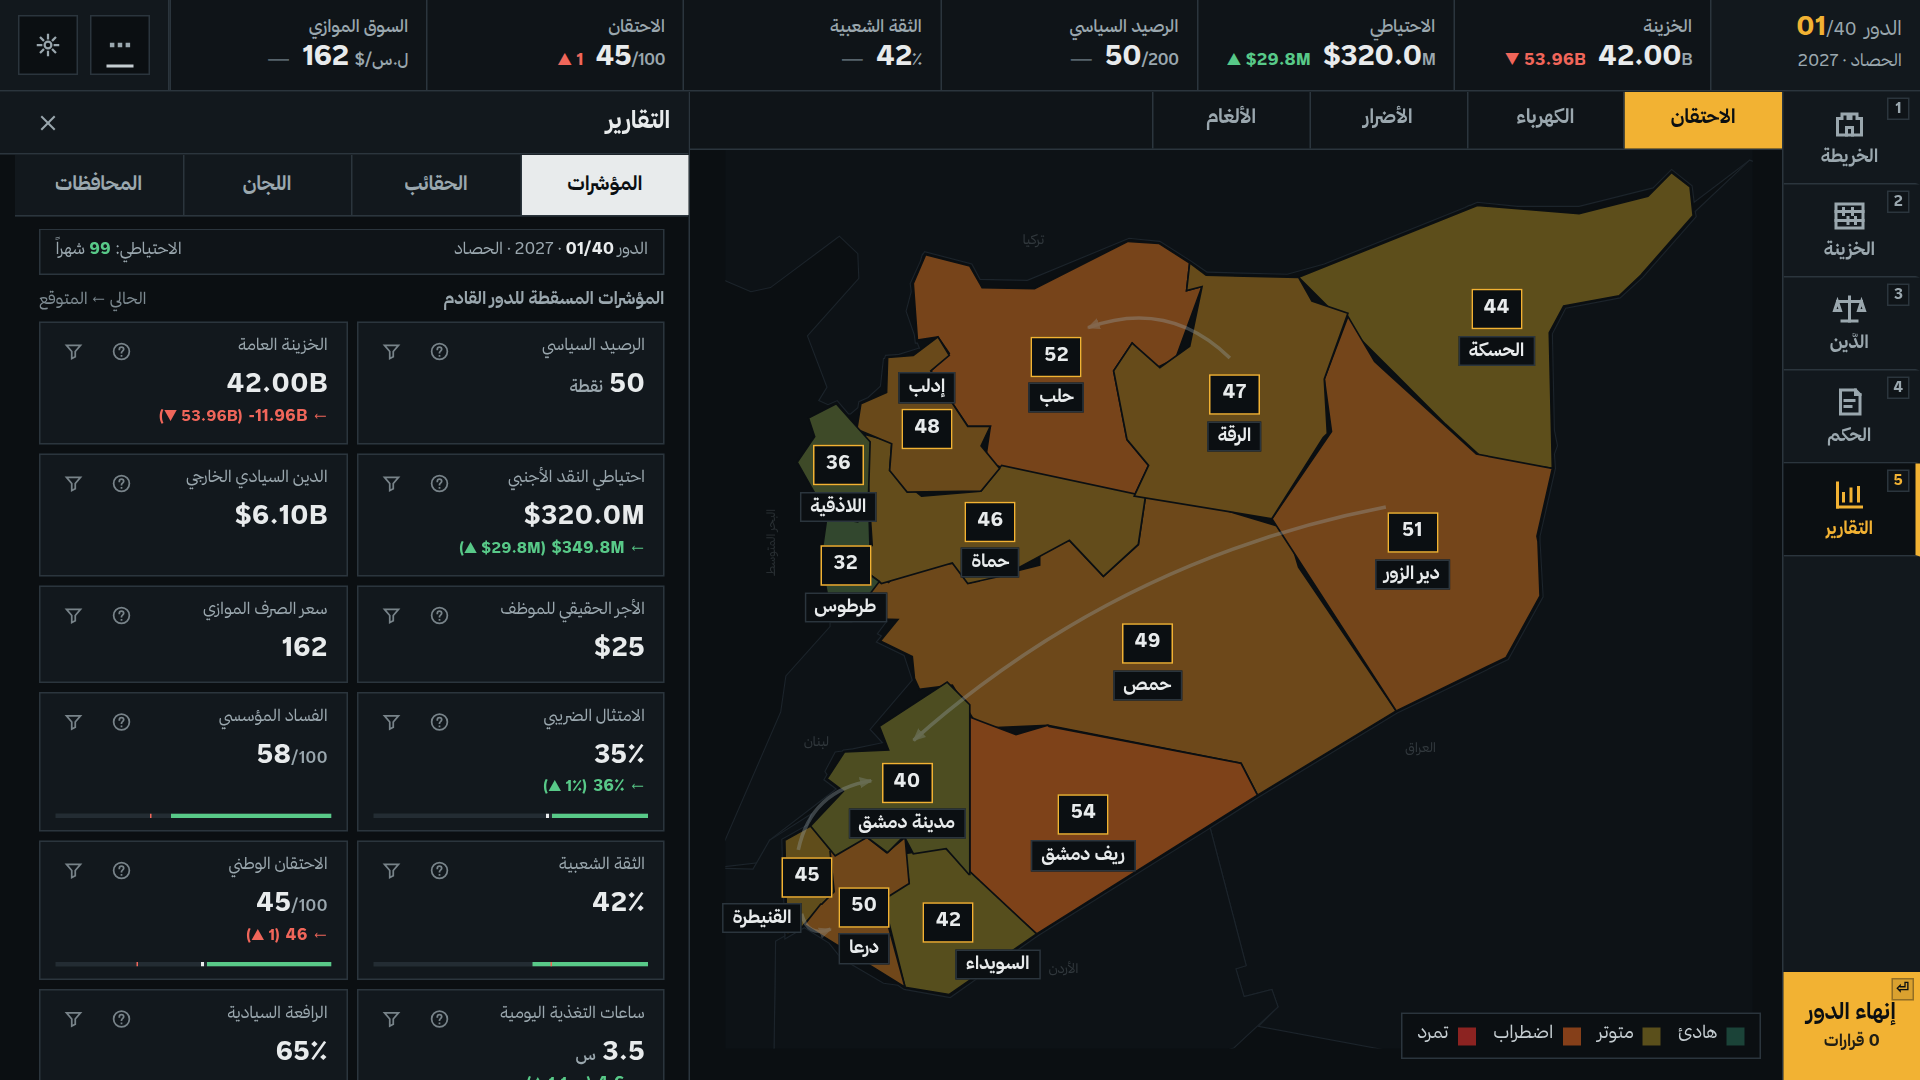 الدور 01/40
الحصاد · 2027
الخزينة
42.00B ▼ 53.96B
الاحتياطي
$320.0M ▲ $29.8M
الرصيد السياسي
50/200 —
الثقة الشعبية
42٪ —
الاحتقان
45/100 ▲ 1
السوق الموازي
162 ل.س/$ —
1
الخريطة
2
الخزينة
3
الدَّين
4
الحكم
5
التقارير
إنهاء الدور
0 قرارات
الاحتقان
الكهرباء
الأضرار
الألغام
تركيا
44
الحسكة
52
حلب
47
الرقة
إدلب
48
36
اللاذقية
46
حماة
51
دير الزور
البحر المتوسط
32
طرطوس
49
حمص
لبنان
العراق
40
مدينة دمشق
54
ريف دمشق
45
القنيطرة
50
درعا
42
السويداء
الأردن
هادئ
متوتر
اضطراب
تمرد
التقارير
المؤشرات
الحقائب
اللجان
المحافظات
الدور 01/40 · 2027 · الحصاد
الاحتياطي: 99 شهراً
المؤشرات المسقطة للدور القادم
الحالي ← المتوقع
الرصيد السياسي
50 نقطة
الخزينة العامة
42.00B
← -11.96B (▼ 53.96B)
احتياطي النقد الأجنبي
$320.0M
← $349.8M (▲ $29.8M)
الدين السيادي الخارجي
$6.10B
الأجر الحقيقي للموظف
$25
سعر الصرف الموازي
162
الامتثال الضريبي
35٪
← 36٪ (▲ 1٪)
الفساد المؤسسي
58/100
الثقة الشعبية
42٪
الاحتقان الوطني
45/100
← 46 (▲ 1)
ساعات التغذية اليومية
3.5 س
الرافعة السيادية
65٪